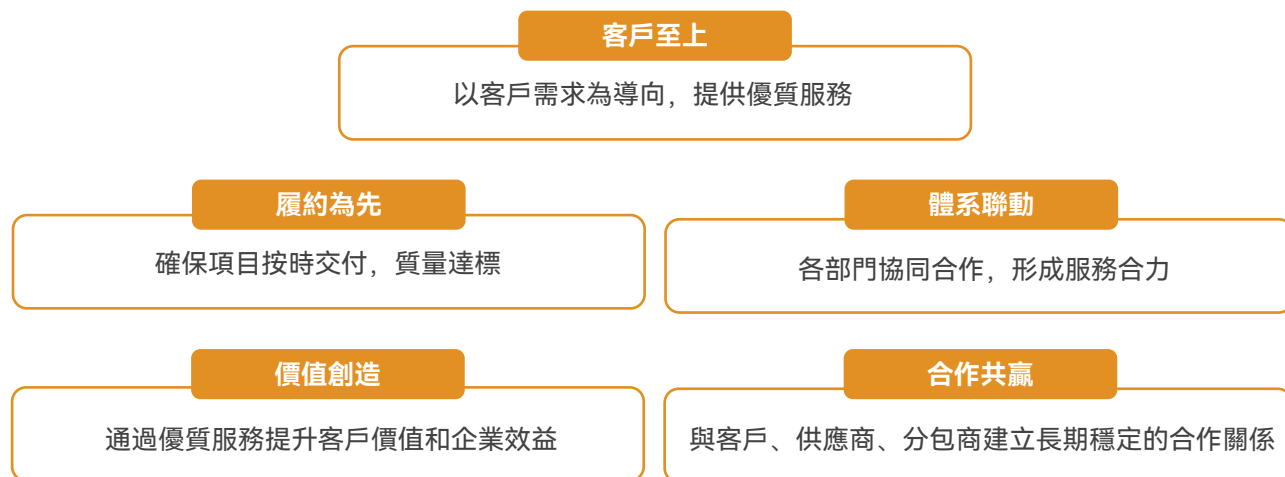 客戶至上
以客戶需求為導向，提供優質服務
履約為先
確保項目按時交付，質量達標
體系聯動
各部門協同合作，形成服務合力
價值創造
通過優質服務提升客戶價值和企業效益
合作共贏
與客戶、供應商、分包商建立長期穩定的合作關係